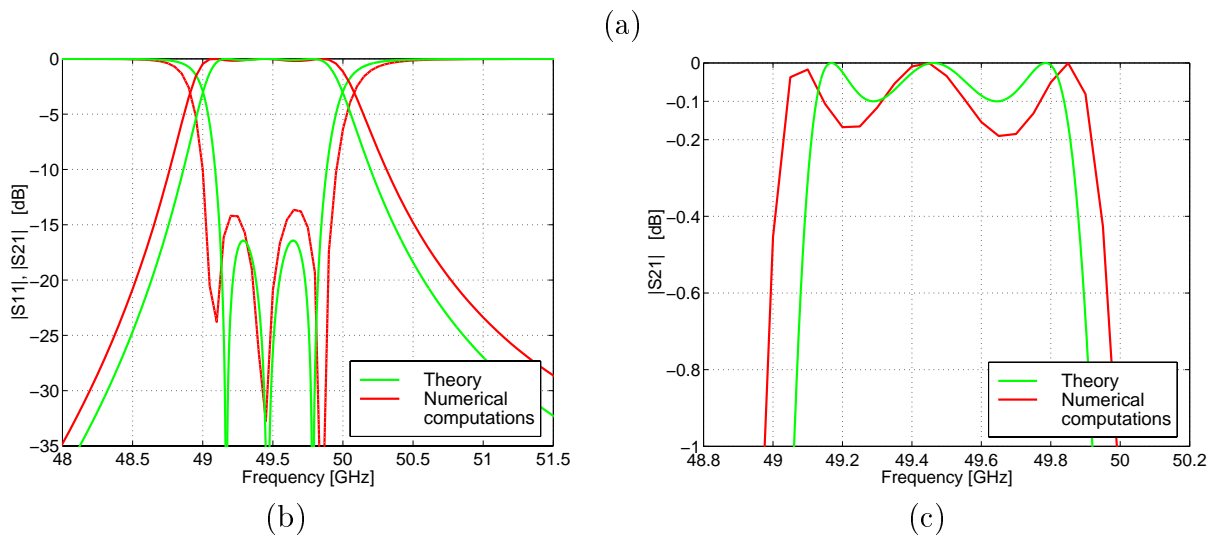 (a)
0
−5
−10
−15
−20
−25
−30
−35
|S11|, |S21| [dB]
48 48.5 49 49.5 50 50.5 51 51.5
Frequency [GHz]
Theory
Numerical
computations
(b)
0
−0.1
−0.2
−0.4
−0.6
−0.8
−1
|S21| [dB]
48.8 49 49.2 49.4 49.6 49.8 50 50.2
Frequency [GHz]
Theory
Numerical
computations
(c)